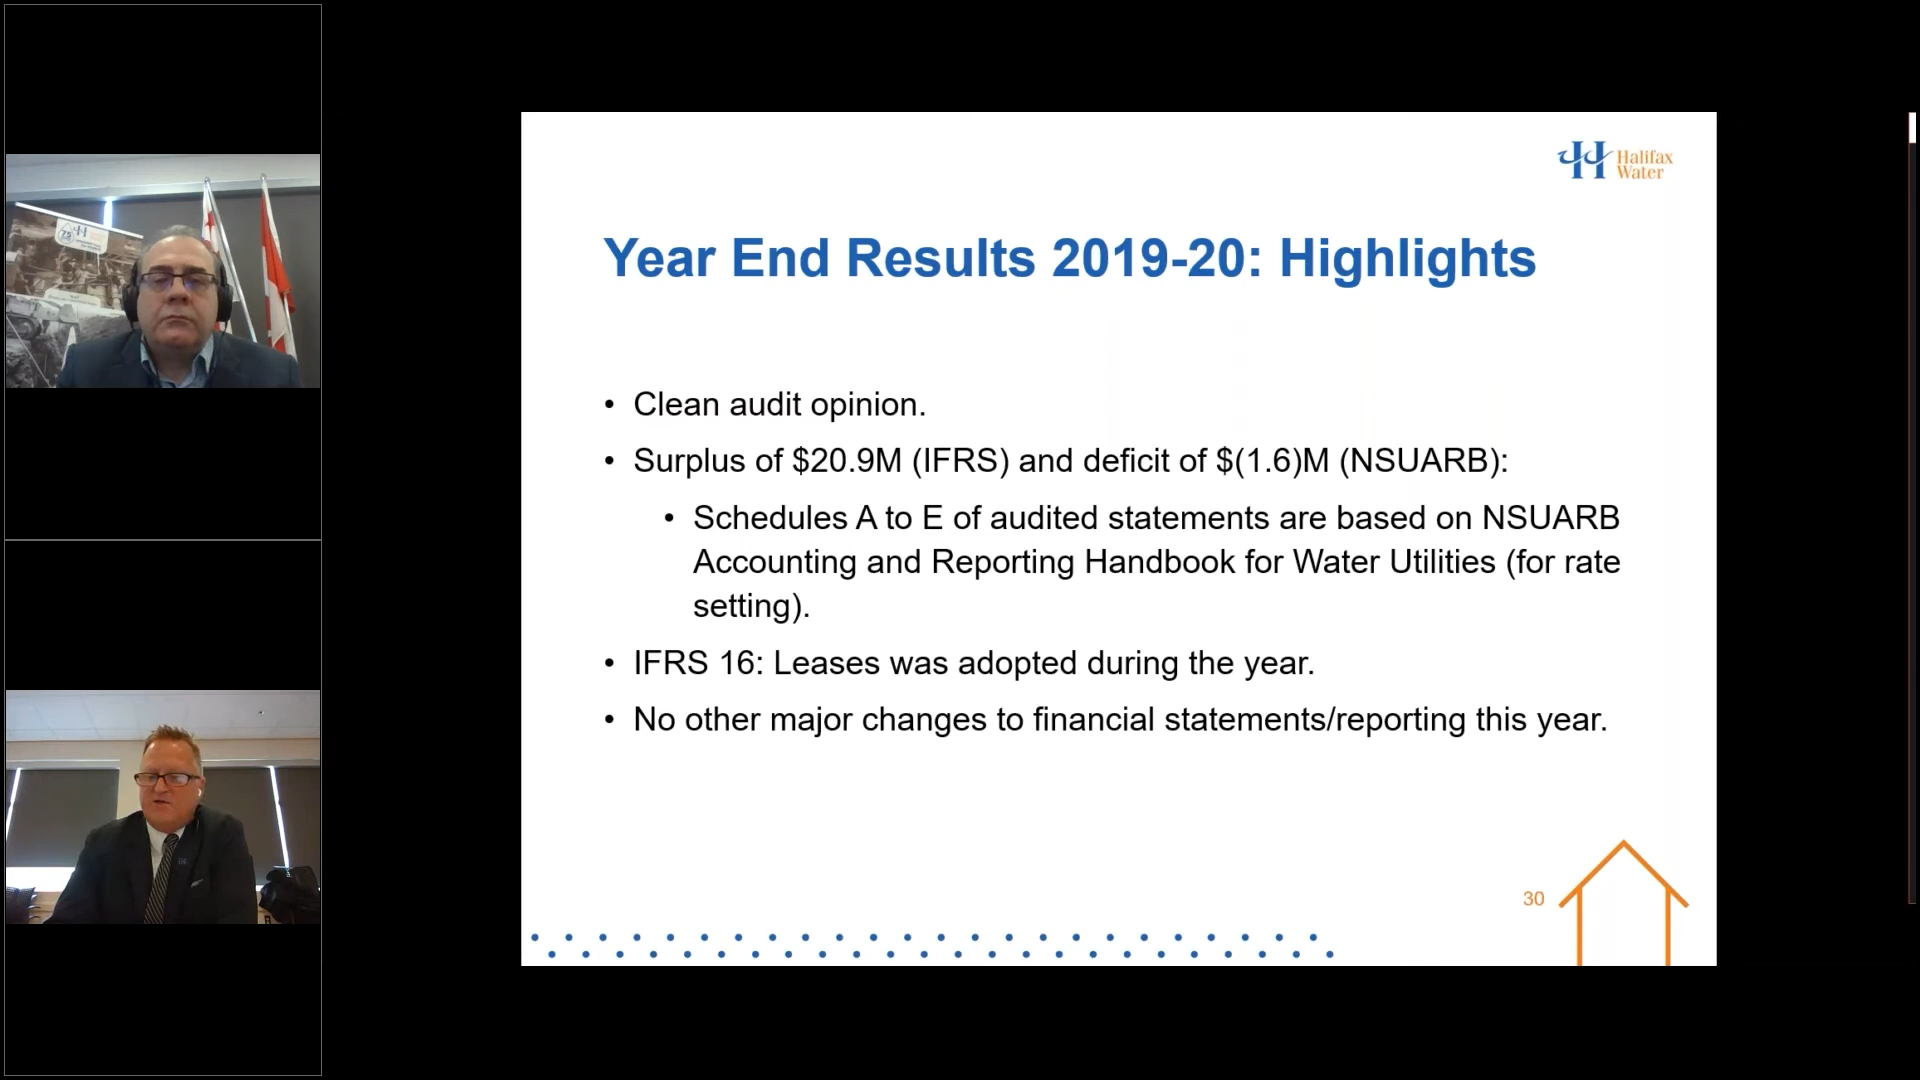 Halifax
Water
Year End Results 2019-20: Highlights
• Clean audit opinion.
• Surplus of $20.9M (IFRS) and deficit of $(1.6)M (NSUARB):
• Schedules A to E of audited statements are based on NSUARB
Accounting and Reporting Handbook for Water Utilities (for rate
setting).
• IFRS 16: Leases was adopted during the year.
• No other major changes to financial statements/reporting this year.
30
75